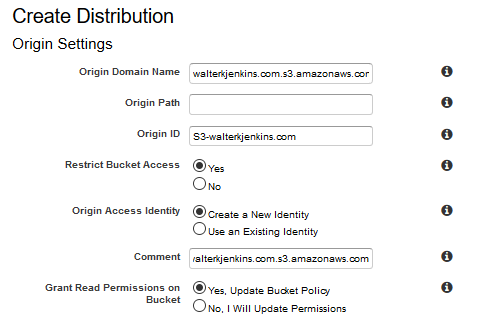 Create Distribution
Origin Settings
Origin Domain Name walterkjenkins.com.s3.amazonaws.cor
Origin Path
Origin ID S3-walterkjenkins.com
Restrict Bucket Access Yes
No
Origin Access Identity Create a New Identity
Use an Existing Identity
Comment valterkjenkins.com.s3.amazonaws.com
Grant Read Permissions on Bucket Yes, Update Bucket Policy
No, I Will Update Permissions